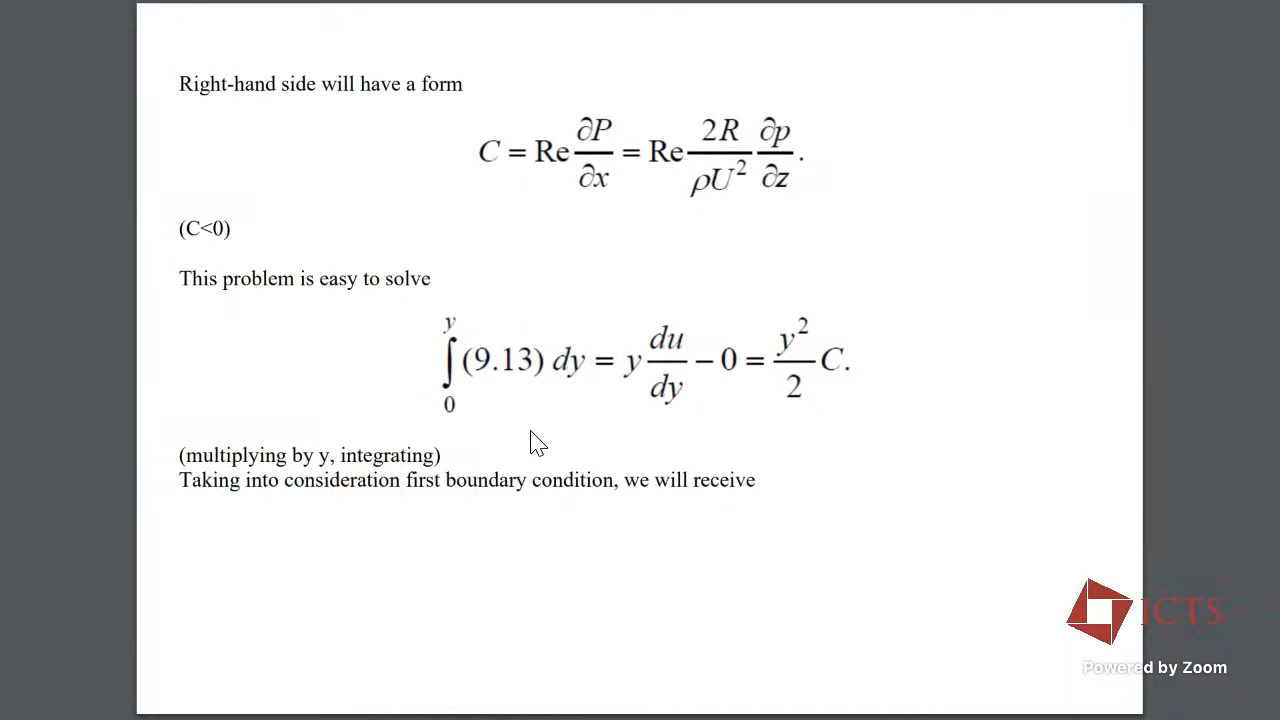 Right-hand side will have a form
C = Re ∂P/∂x = Re 2R/ρU² ∂p/∂z.
(C<0)
This problem is easy to solve
∫₀ʸ (9.13) dy = y du/dy − 0 = y²/2 C.
(multiplying by y, integrating)
Taking into consideration first boundary condition, we will receive
ICTS
Powered by Zoom